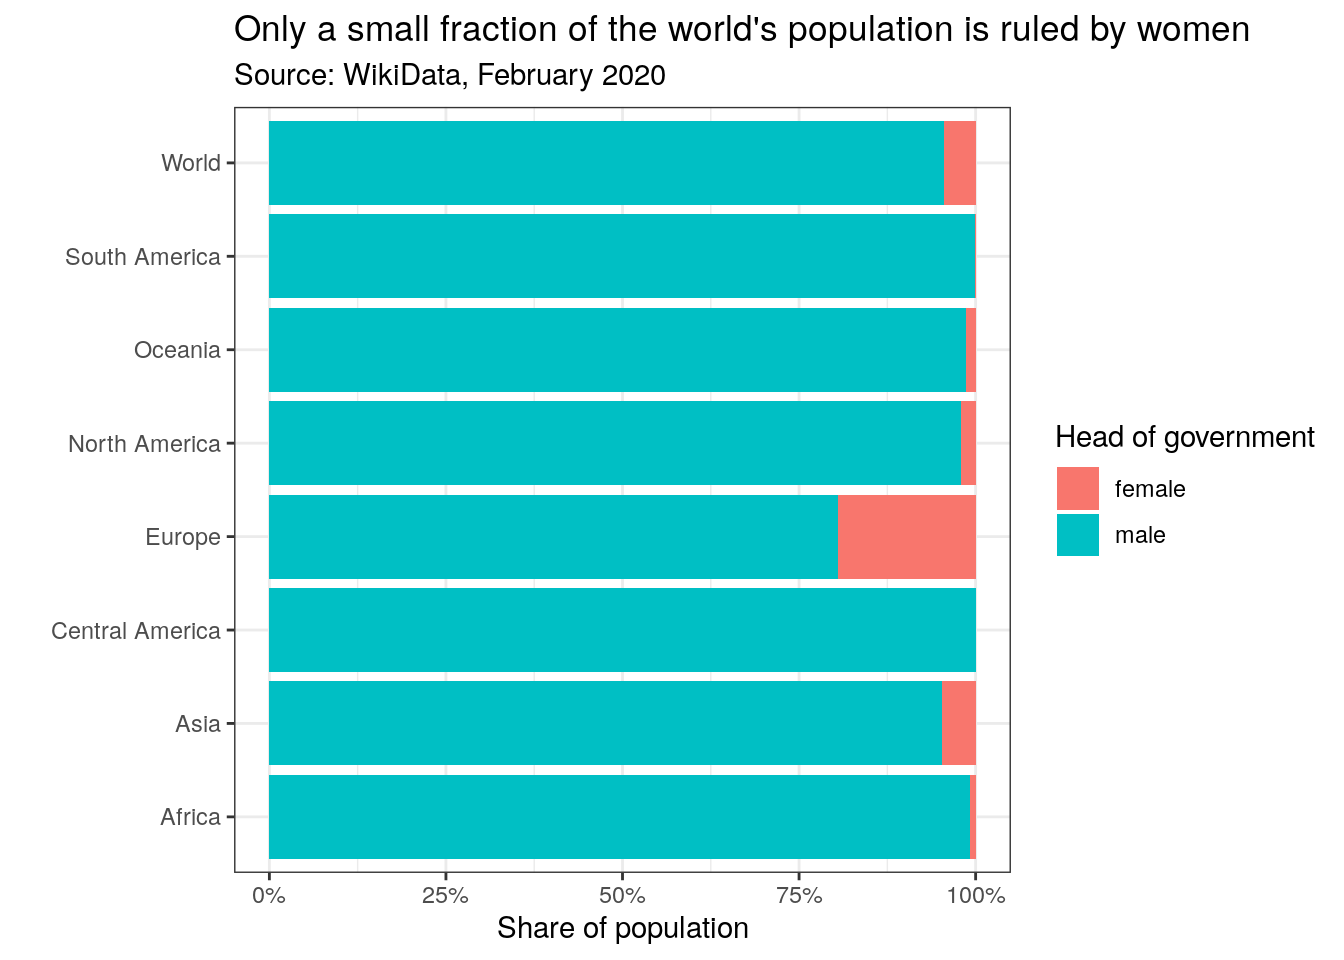 Only a small fraction of the world's population is ruled by women
Source: WikiData, February 2020
World
South America
Oceania
North America
Europe
Central America
Asia
Africa
0% 25% 50% 75% 100%
Share of population
Head of government
female
male